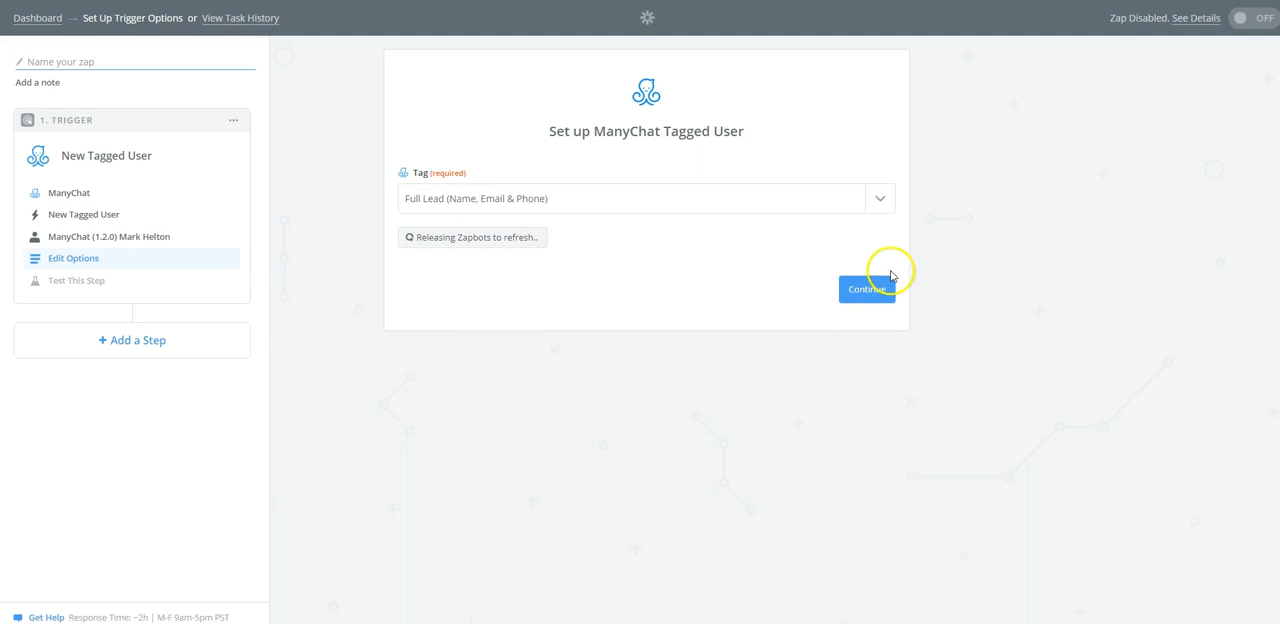 Dashboard → Set Up Trigger Options or View Task History
Zap Disabled. See Details OFF
Name your zap
Add a note
1. TRIGGER ...
New Tagged User
ManyChat
New Tagged User
ManyChat (1.2.0) Mark Helton
Edit Options
Test This Step
+ Add a Step
Set up ManyChat Tagged User
Tag (required)
Full Lead (Name, Email & Phone)
Releasing Zapbots to refresh..
Continue
Get Help Response Time: ~2h | M-F 9am-5pm PST